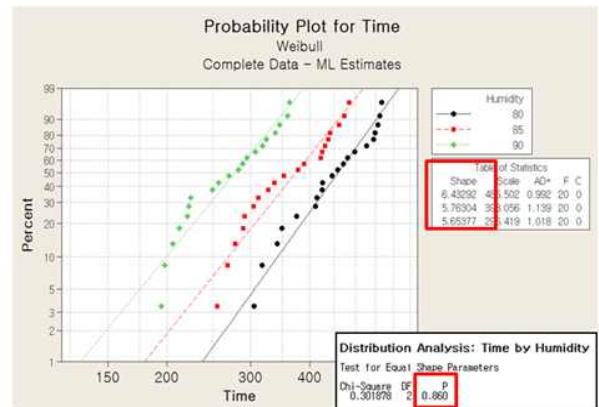 Probability Plot for Time
Weibull
Complete Data - ML Estimates
99
90
80
70
60
50
40
30
20
10
5
3
2
1
Percent
150 200 300 400
Time
Humidity
80
85
90
Table of Statistics
Shape Scale AD* F C
6.43292 .502 0.992 20 0
5.76304 .056 1.139 20 0
5.65377 .419 1.018 20 0
Distribution Analysis: Time by Humidity
Test for Equal Shape Parameters
Chi-Square DF P
0.301878 2 0.860